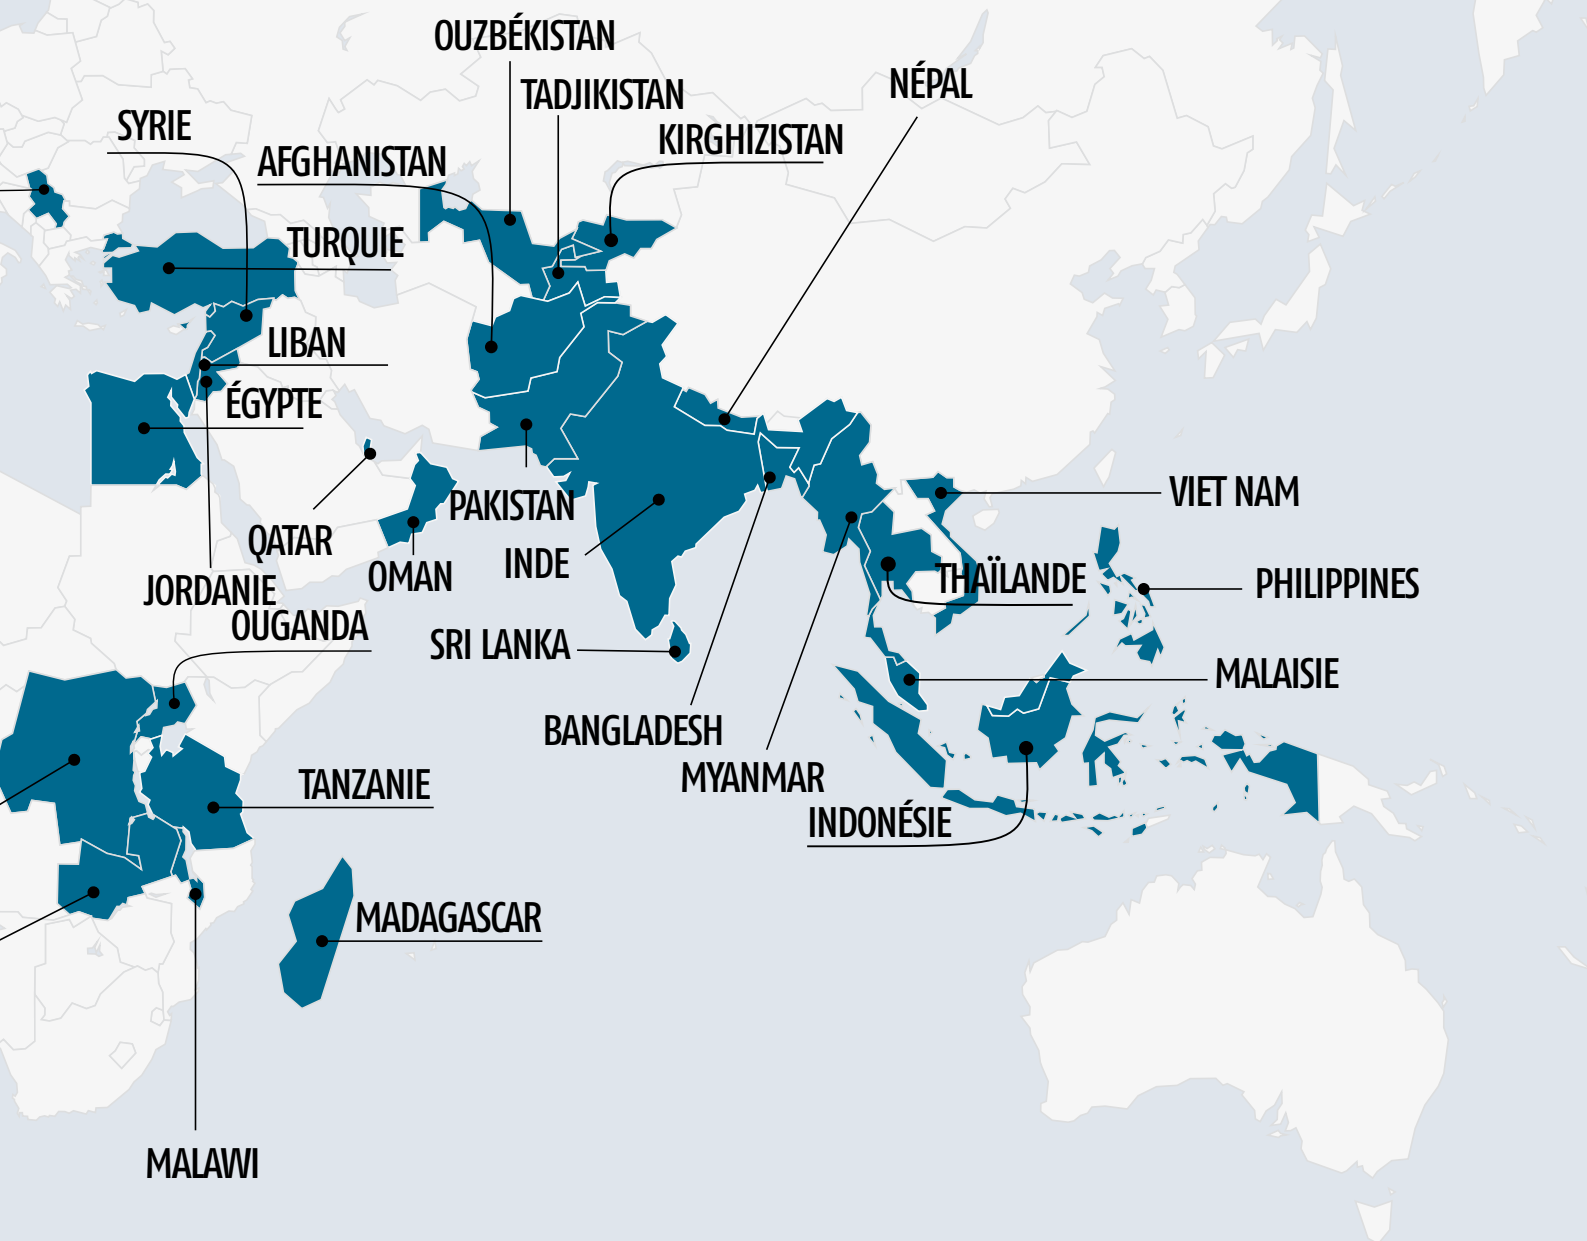 OUZBÉKISTAN
NÉPAL
TADJIKISTAN
SYRIE
KIRGHIZISTAN
AFGHANISTAN
TURQUIE
LIBAN
ÉGYPTE
VIET NAM
PAKISTAN
QATAR
INDE
OMAN
THAÏLANDE
PHILIPPINES
JORDANIE
OUGANDA
SRI LANKA
MALAISIE
BANGLADESH
MYANMAR
TANZANIE
INDONÉSIE
MADAGASCAR
MALAWI